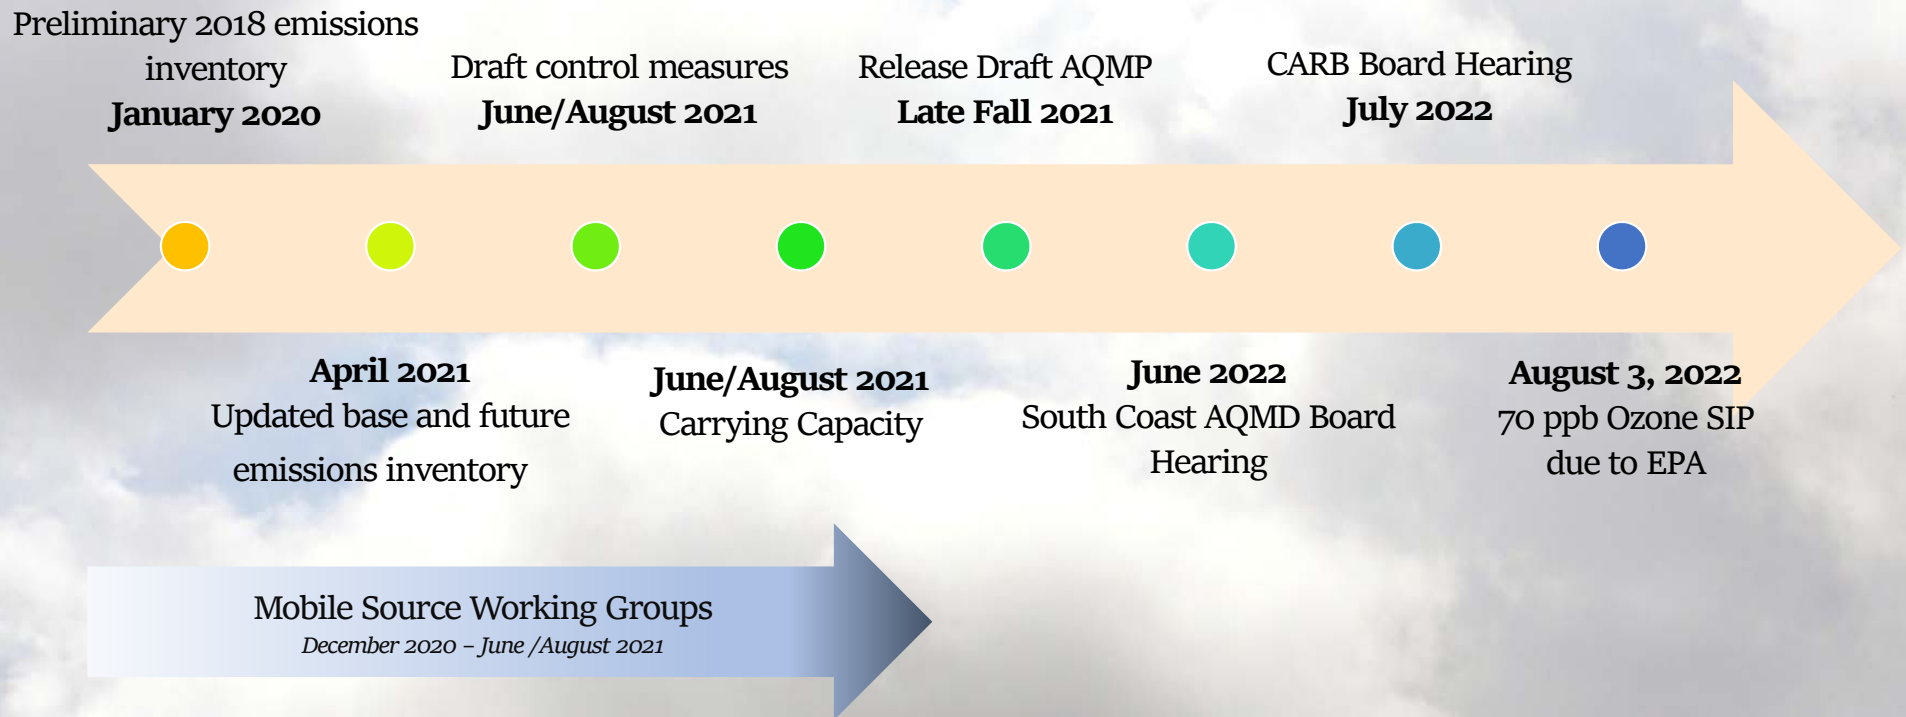 Preliminary 2018 emissions
inventory
January 2020
Draft control measures
June/August 2021
Release Draft AQMP
Late Fall 2021
CARB Board Hearing
July 2022
April 2021
Updated base and future
emissions inventory
June/August 2021
Carrying Capacity
June 2022
South Coast AQMD Board
Hearing
August 3, 2022
70 ppb Ozone SIP
due to EPA
Mobile Source Working Groups
December 2020 – June /August 2021